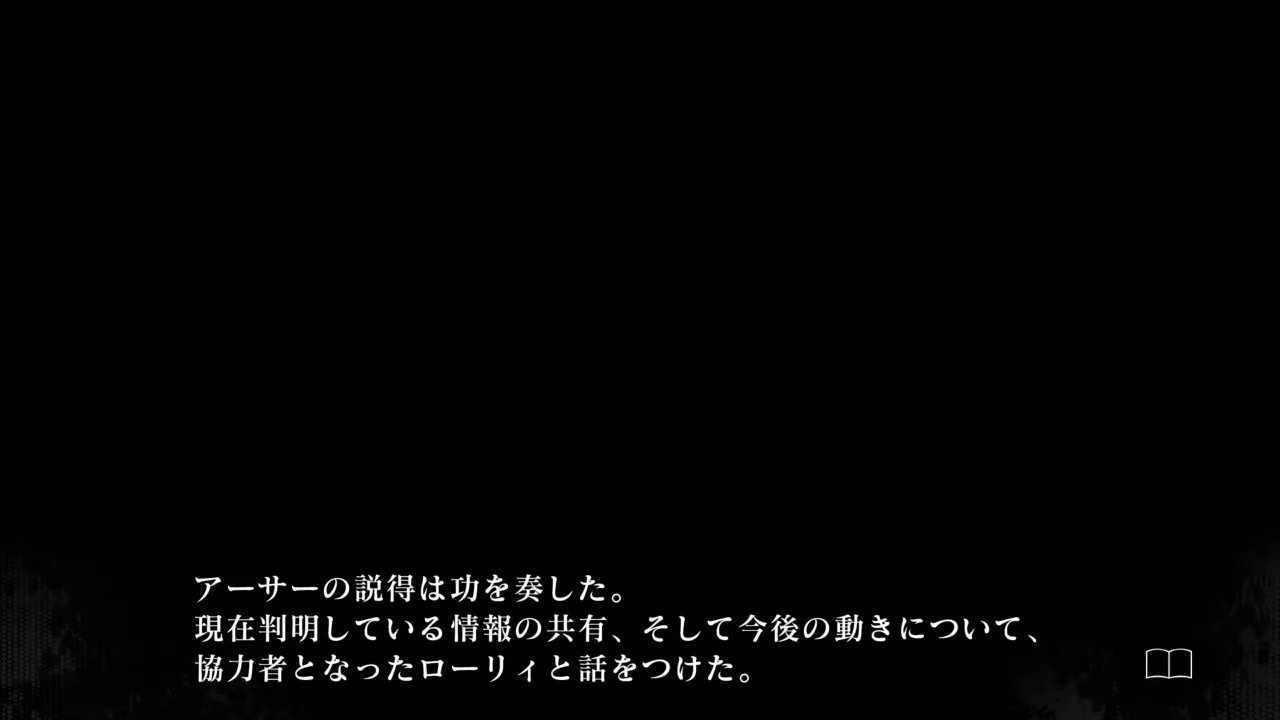 アーサーの説得は功を奏した。
現在判明している情報の共有、そして今後の動きについて、
協力者となったローリィと話をつけた。